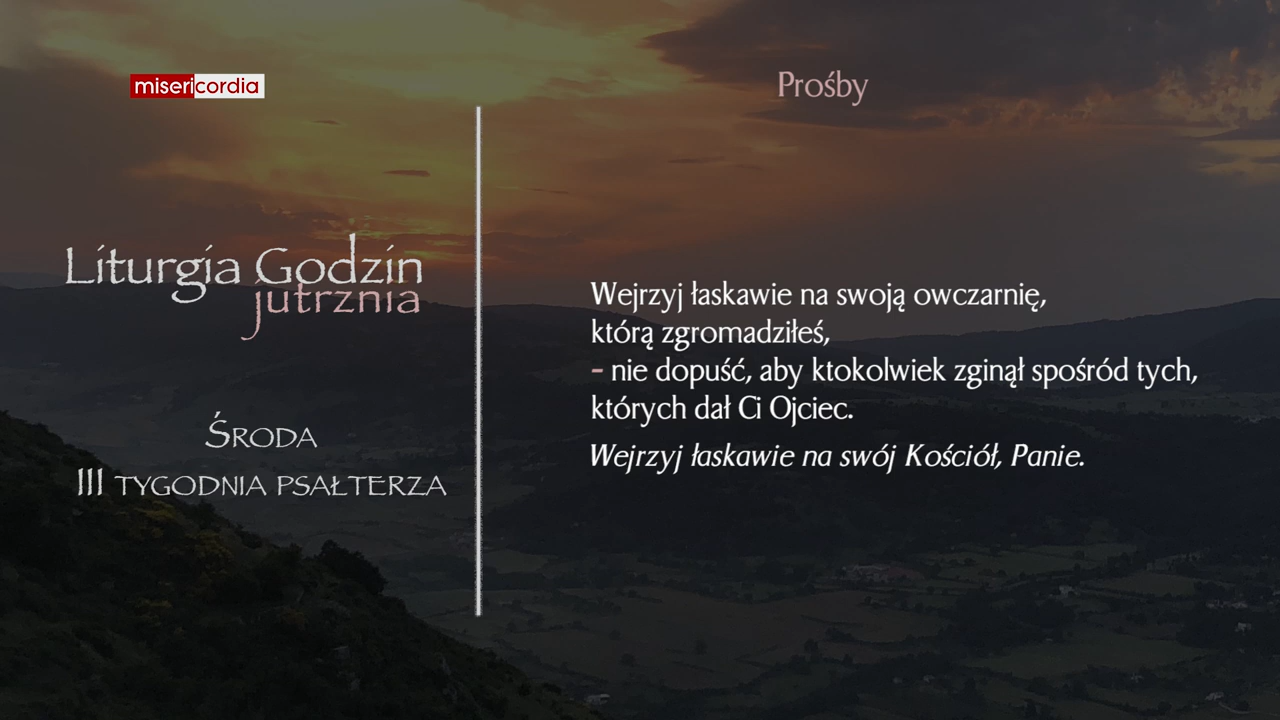 misericordia
Liturgia Godzin
jutrznia
Środa
III tygodnia psałterza
Prośby
Wejrzyj łaskawie na swoją owczarnię,
którą zgromadziłeś,
- nie dopuść, aby ktokolwiek zginął spośród tych,
których dał Ci Ojciec.
Wejrzyj łaskawie na swój Kościół, Panie.